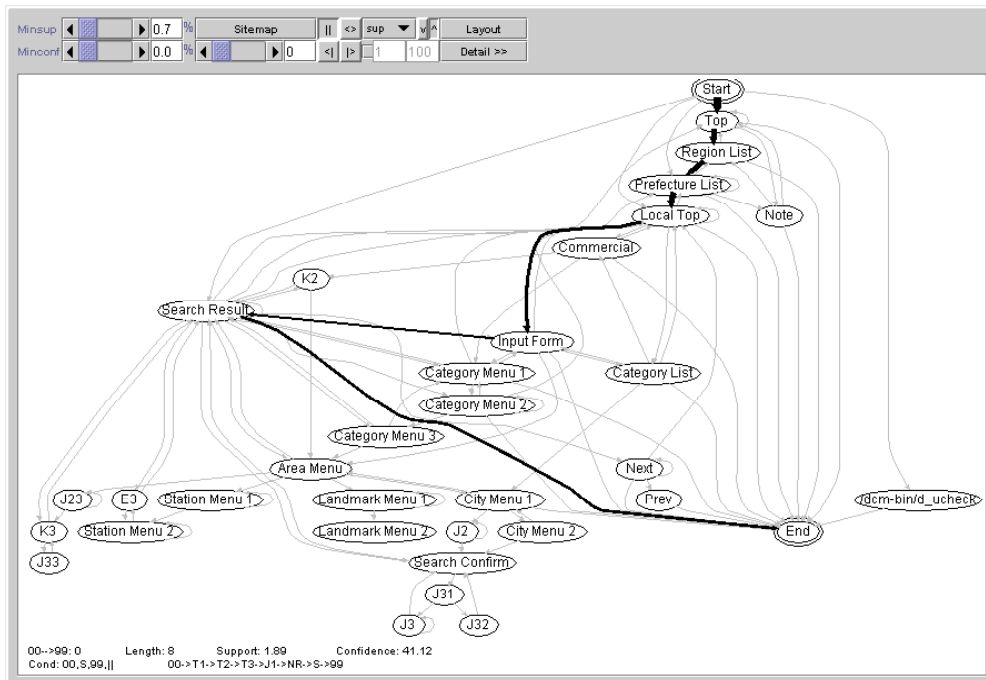 Minsup 0.7 % Sitemap || <> sup v ^ Layout
Minconf 0.0 % 0 <| |> 1 100 Detail >>
Start
Top
Region List
Prefecture List
Local Top Note
Commercial
K2
Search Result
Input Form
Category Menu 1 Category List
Category Menu 2
Category Menu 3
Area Menu Next
J23 E3 Station Menu 1 Landmark Menu 1 City Menu 1 Prev /dcm-bin/d_ucheck
K3 Station Menu 2 Landmark Menu 2 J2 City Menu 2 End
J33 Search Confirm
J31
J3 J32
00-->99: 0 Length: 8 Support: 1.89 Confidence: 41.12
Cond: 00,S,99,|| 00->T1->T2->T3->J1->NR->S->99